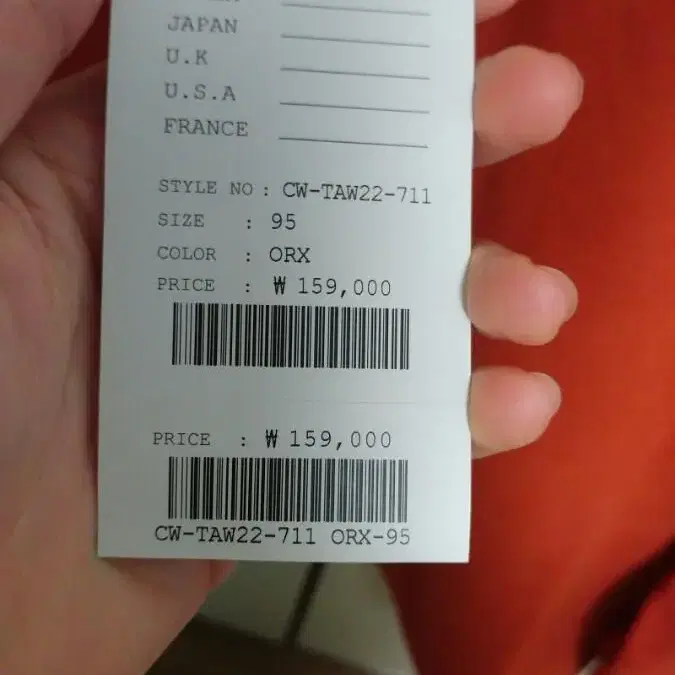 JAPAN
U.K
U.S.A
FRANCE
STYLE NO : CW-TAW22-711
SIZE : 95
COLOR : ORX
PRICE : ₩ 159,000
PRICE : ₩ 159,000
CW-TAW22-711 ORX-95